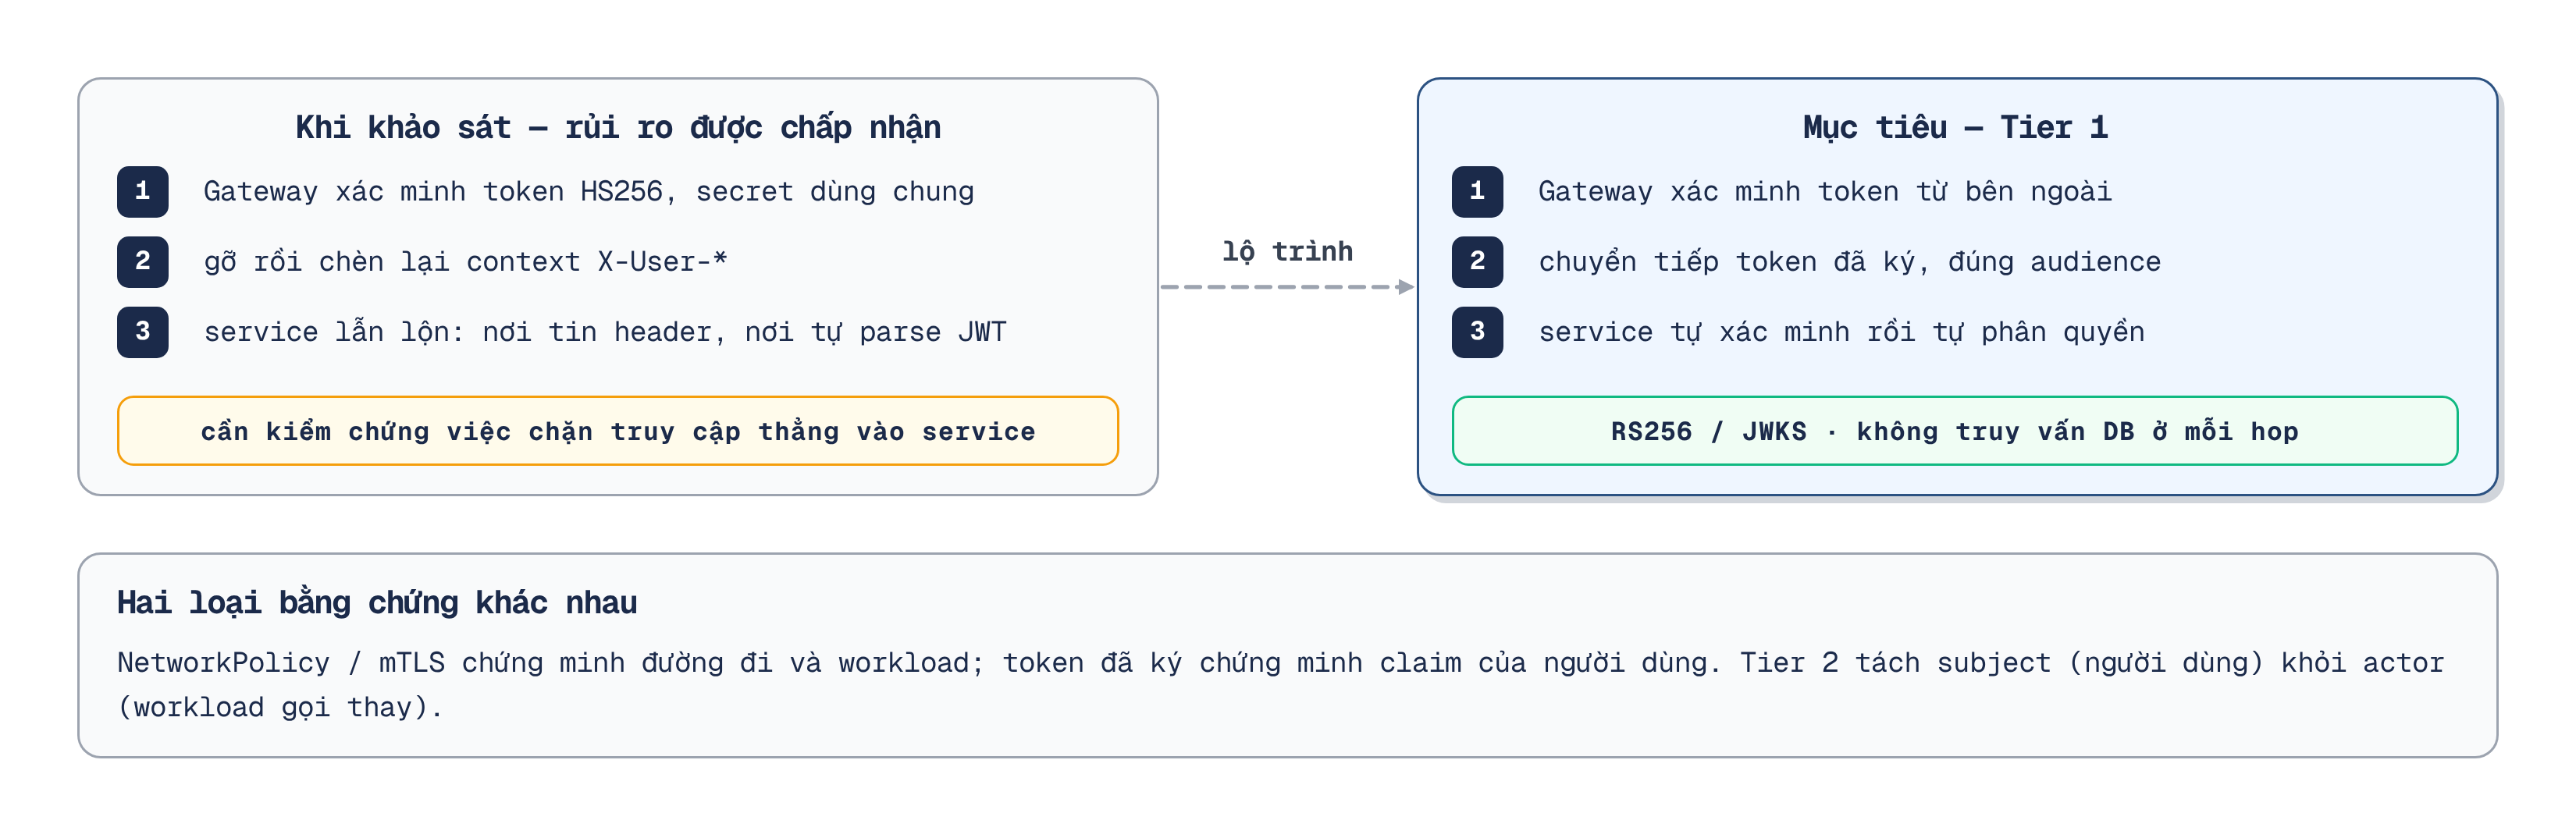 Khi khảo sát — rủi ro được chấp nhận
1 Gateway xác minh token HS256, secret dùng chung
2 gỡ rồi chèn lại context X-User-*
3 service lẫn lộn: nơi tin header, nơi tự parse JWT
cần kiểm chứng việc chặn truy cập thẳng vào service
lộ trình
Mục tiêu — Tier 1
1 Gateway xác minh token từ bên ngoài
2 chuyển tiếp token đã ký, đúng audience
3 service tự xác minh rồi tự phân quyền
RS256 / JWKS · không truy vấn DB ở mỗi hop
Hai loại bằng chứng khác nhau
NetworkPolicy / mTLS chứng minh đường đi và workload; token đã ký chứng minh claim của người dùng. Tier 2 tách subject (người dùng) khỏi actor
(workload gọi thay).